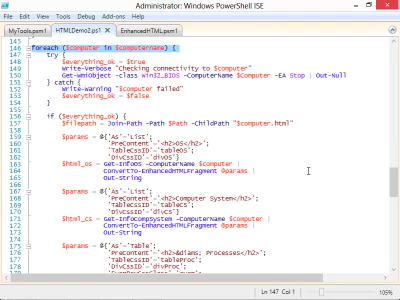 Administrator: Windows PowerShell ISE
File Edit View Tools Debug Add-ons Help
MyTools.psm1 HTMLDemo2.ps1 EnhancedHTML.psm1
145
146 foreach ($computer in $computername) {
147 try {
148 $everything_ok = $true
149 Write-Verbose "Checking connectivity to $computer"
150 Get-WmiObject -class Win32_BIOS -ComputerName $Computer -EA Stop | Out-Null
151 } catch {
152 Write-Warning "$computer failed"
153 $everything_ok = $false
154 }
155
156 if ($everything_ok) {
157 $filepath = Join-Path -Path $Path -ChildPath "$computer.html"
158
159 $params = @{'As'='List';
160 'PreContent'='<h2>OS</h2>';
161 'TableCssID'='tableOS';
162 'DivCssID'='divOS'}
163 $html_os = Get-InfoOS -ComputerName $computer |
164 ConvertTo-EnhancedHTMLFragment @params |
165 Out-String
166
167 $params = @{'As'='List';
168 'PreContent'='<h2>Computer System</h2>';
169 'TableCssID'='tableCS';
170 'DivCssID'='divCS'}
171 $html_cs = Get-InfoCompSystem -ComputerName $computer |
172 ConvertTo-EnhancedHTMLFragment @params |
173 Out-String
174
175 $params = @{'As'='Table';
176 'PreContent'='<h2>&diams; Processes</h2>';
177 'TableCssID'='tableProc';
178 'DivCssID'='divProc';
Ln 147 Col 1 105%